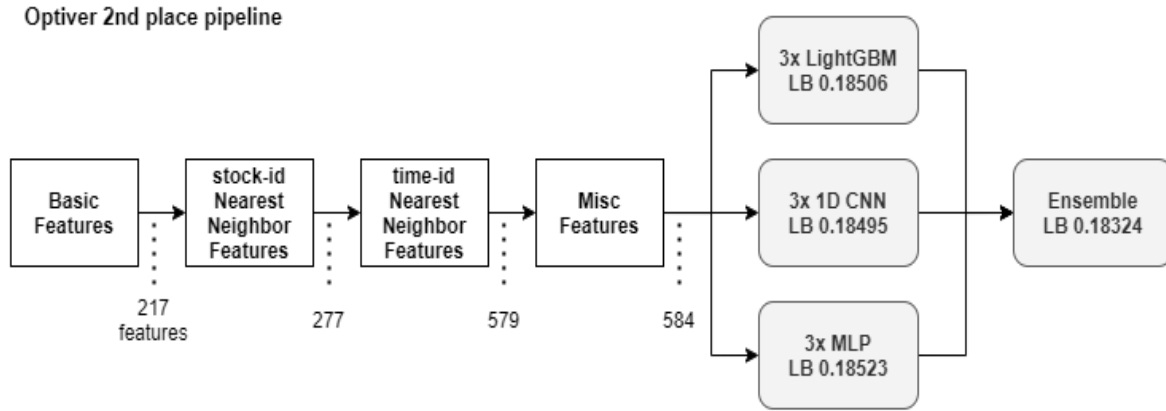 Optiver 2nd place pipeline
Basic
Features
217
features
stock-id
Nearest
Neighbor
Features
277
time-id
Nearest
Neighbor
Features
579
Misc
Features
584
3x LightGBM
LB 0.18506
3x 1D CNN
LB 0.18495
3x MLP
LB 0.18523
Ensemble
LB 0.18324